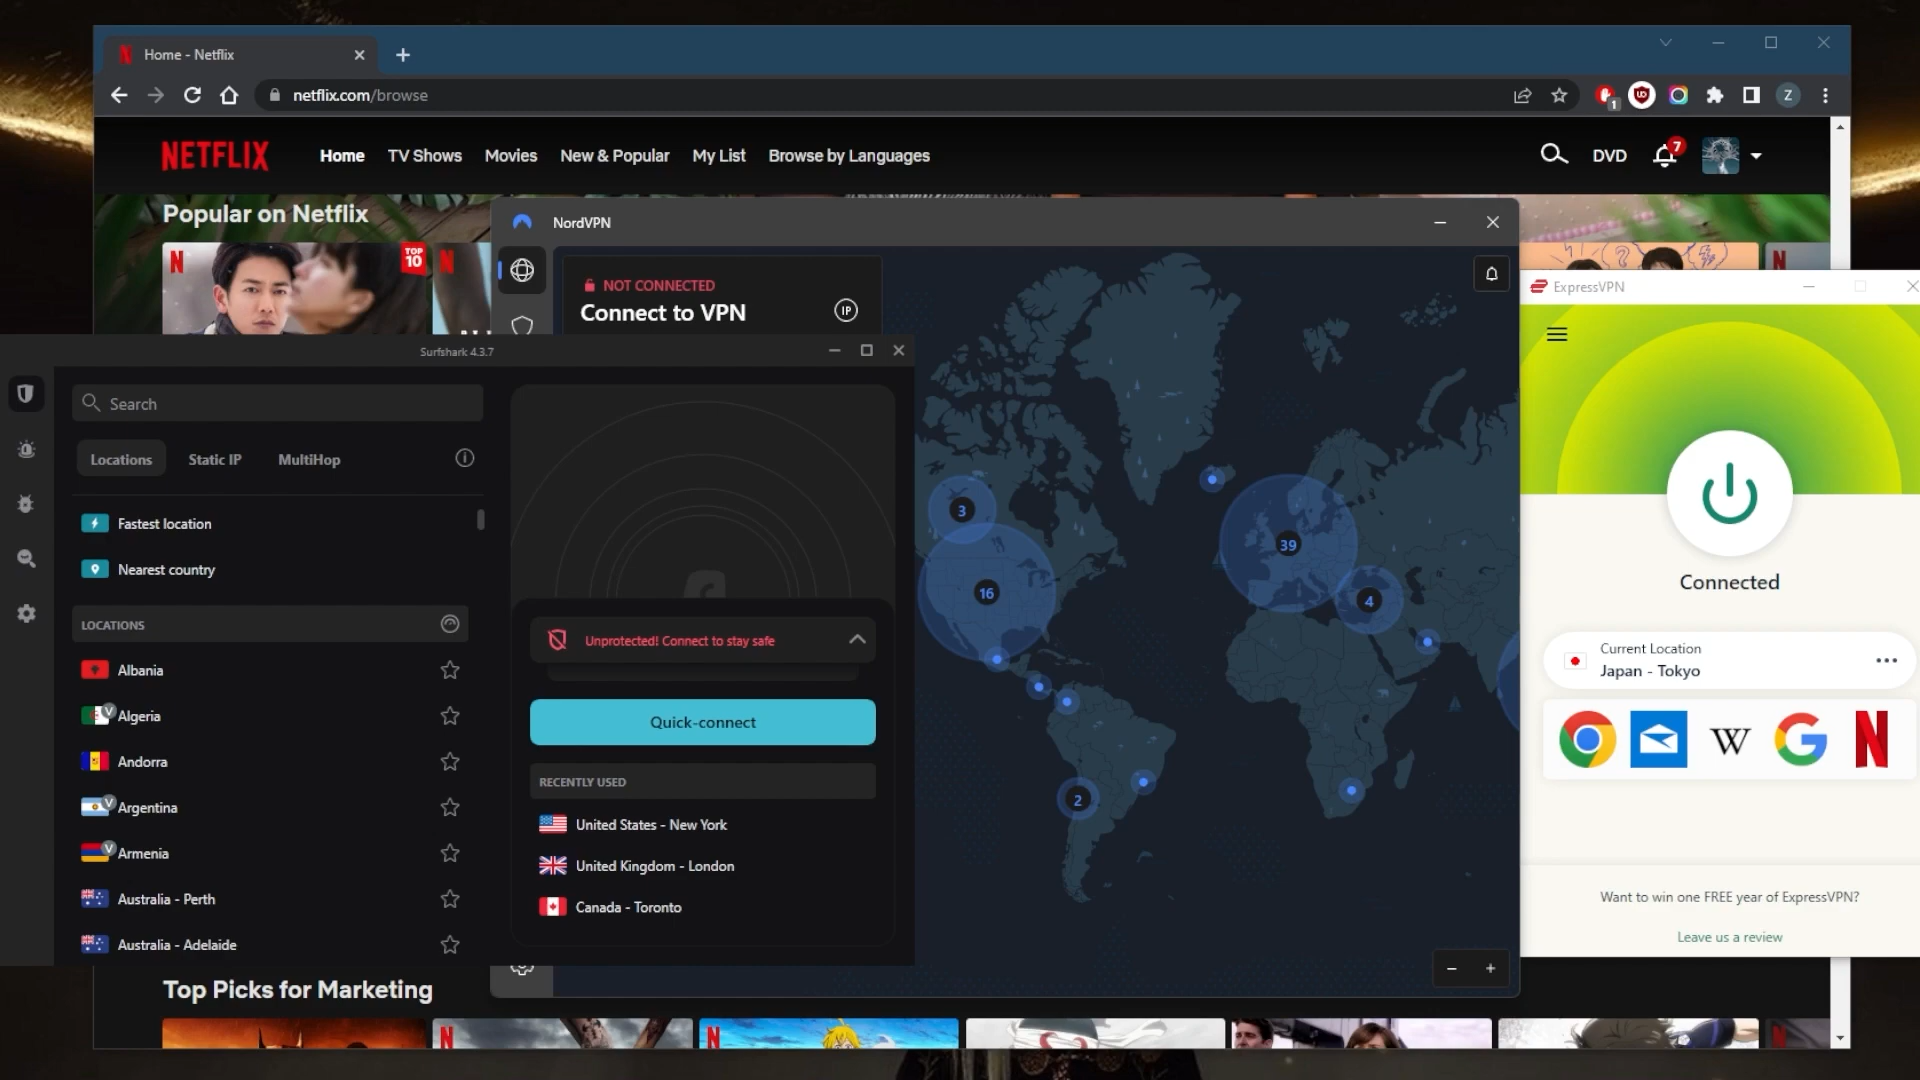 Home - Netflix
netflix.com/browse
1
Z
NETFLIX
Home
TV Shows
Movies
New & Popular
My List
Browse by Languages
DVD
7
Popular on Netflix
TOP
10
NordVPN
NOT CONNECTED
Connect to VPN
IP
3
16
39
4
2
Surfshark 4.3.7
Search
Locations
Static IP
MultiHop
Fastest location
Nearest country
LOCATIONS
Albania
V
Algeria
Andorra
V
Argentina
V
Armenia
Australia - Perth
Australia - Adelaide
Unprotected! Connect to stay safe
Quick-connect
RECENTLY USED
United States - New York
United Kingdom - London
Canada - Toronto
ExpressVPN
Connected
Current Location
Japan - Tokyo
W
G
N
Want to win one FREE year of ExpressVPN?
Leave us a review
Top Picks for Marketing